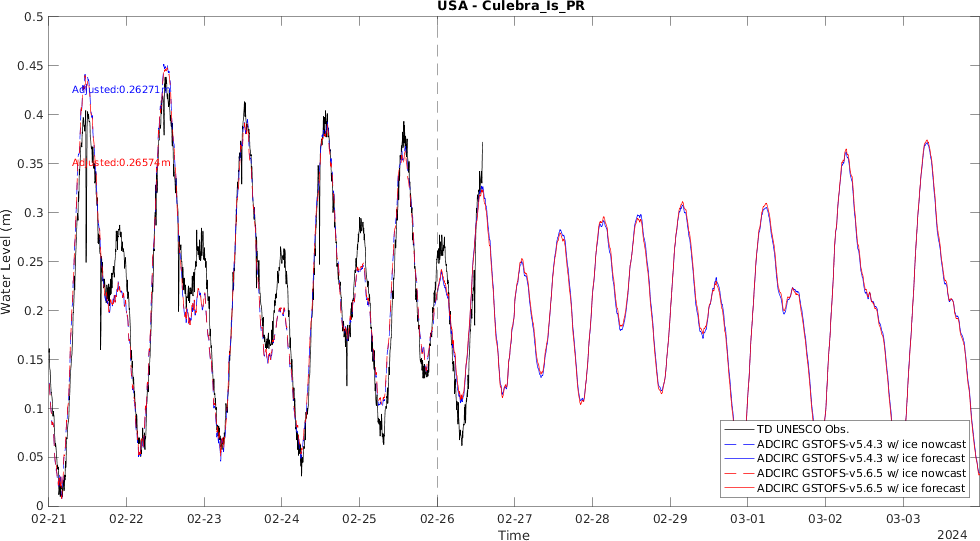 USA - Culebra_Is_PR
0.5
0.45
0.4
0.35
0.3
0.25
0.2
0.15
0.1
0.05
0
Water Level (m)
Adjusted:0.26271m
Adjusted:0.26574m
TD UNESCO Obs.
ADCIRC GSTOFS-v5.4.3 w/ ice nowcast
ADCIRC GSTOFS-v5.4.3 w/ ice forecast
ADCIRC GSTOFS-v5.6.5 w/ ice nowcast
ADCIRC GSTOFS-v5.6.5 w/ ice forecast
02-21 02-22 02-23 02-24 02-25 02-26 02-27 02-28 02-29 03-01 03-02 03-03
Time
2024